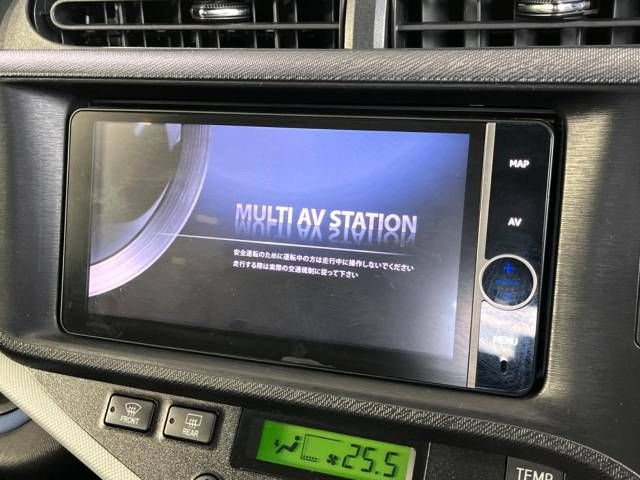 MULTI AV STATION
安全運転のために運転中の方は走行中に操作しないでください
走行する際は実際の交通規制に従って下さい
MAP
AV
MENU
FRONT
REAR
25.5
TEMP